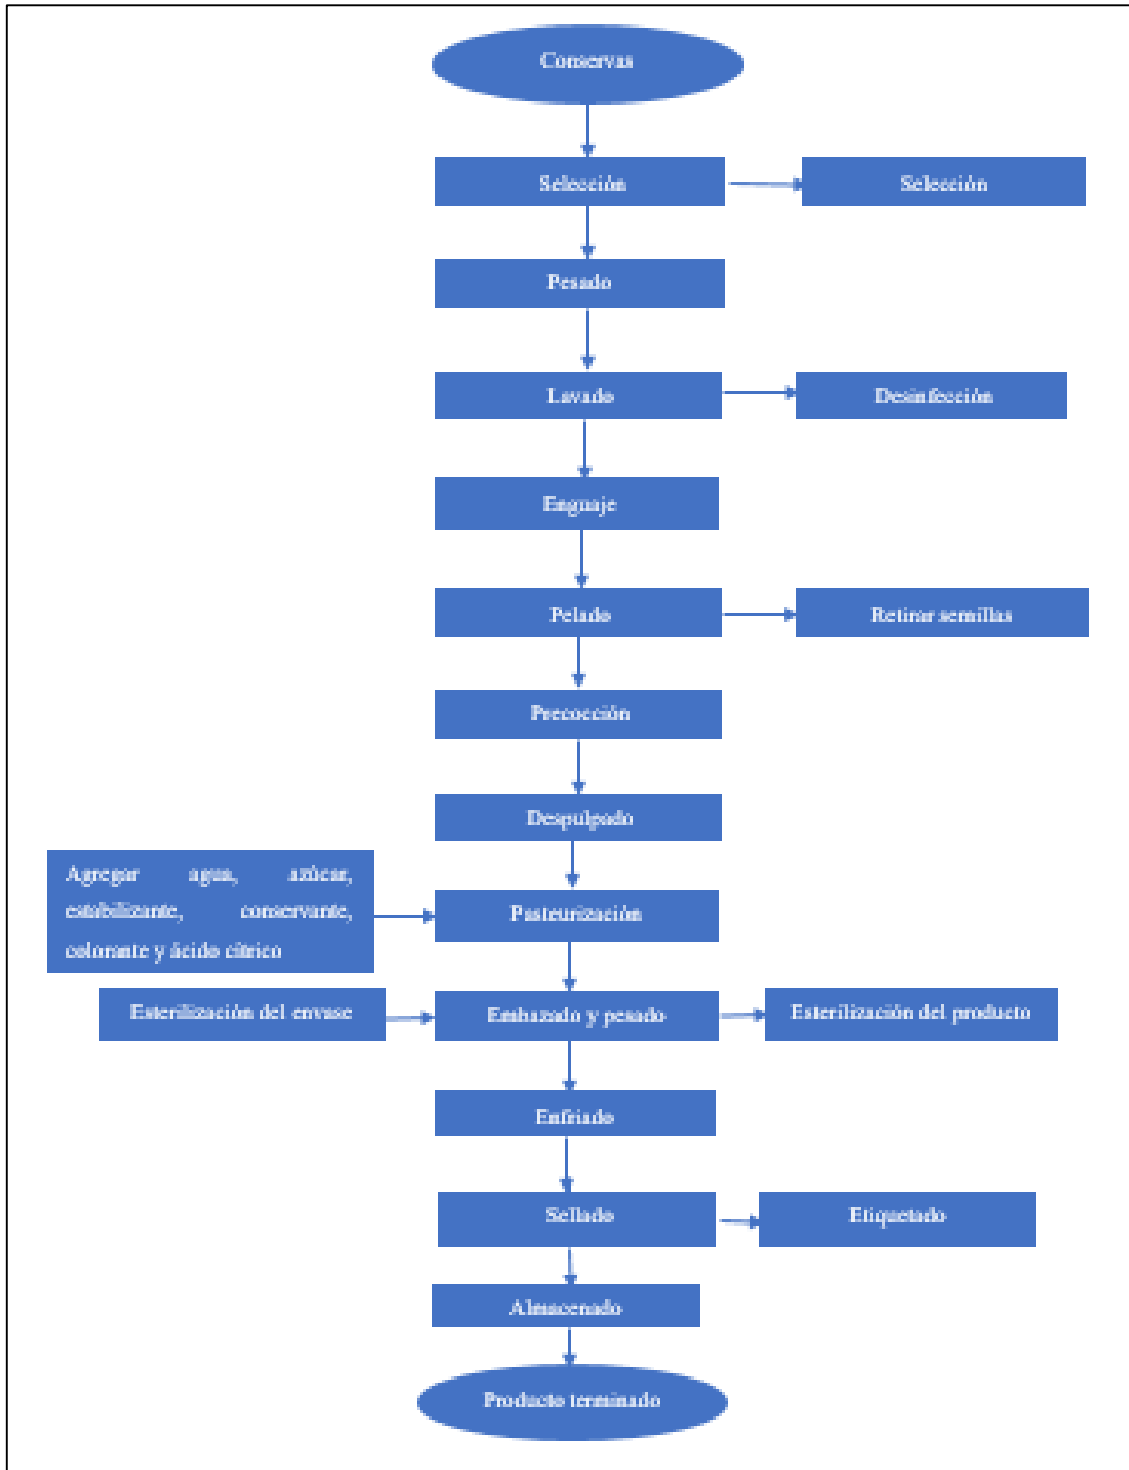 Conservas
Selección
Selección
Pesado
Lavado
Desinfección
Enguaje
Pelado
Retirar semillas
Precocción
Despulpado
Agregar agua, azúcar,
estabilizante, conservante,
colorante y ácido cítrico
Pasteurización
Esterilización del envase
Embazado y pesado
Esterilización del producto
Enfriado
Sellado
Etiquetado
Almacenado
Producto terminado